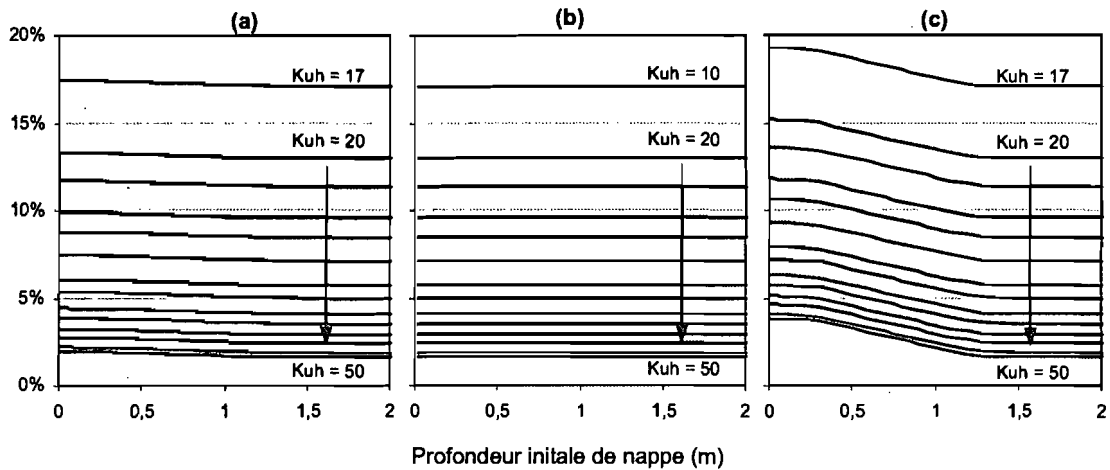 (a) (b) (c)
20%
15%
10%
5%
0%
Kuh = 17
Kuh = 20
Kuh = 50
0 0,5 1 1,5 2
Kuh = 10
Kuh = 50
0 0,5 1 1,5 2
Kuh = 17
Kuh = 20
Kuh = 50
0 0,5 1 1,5 2
Profondeur initale de nappe (m)